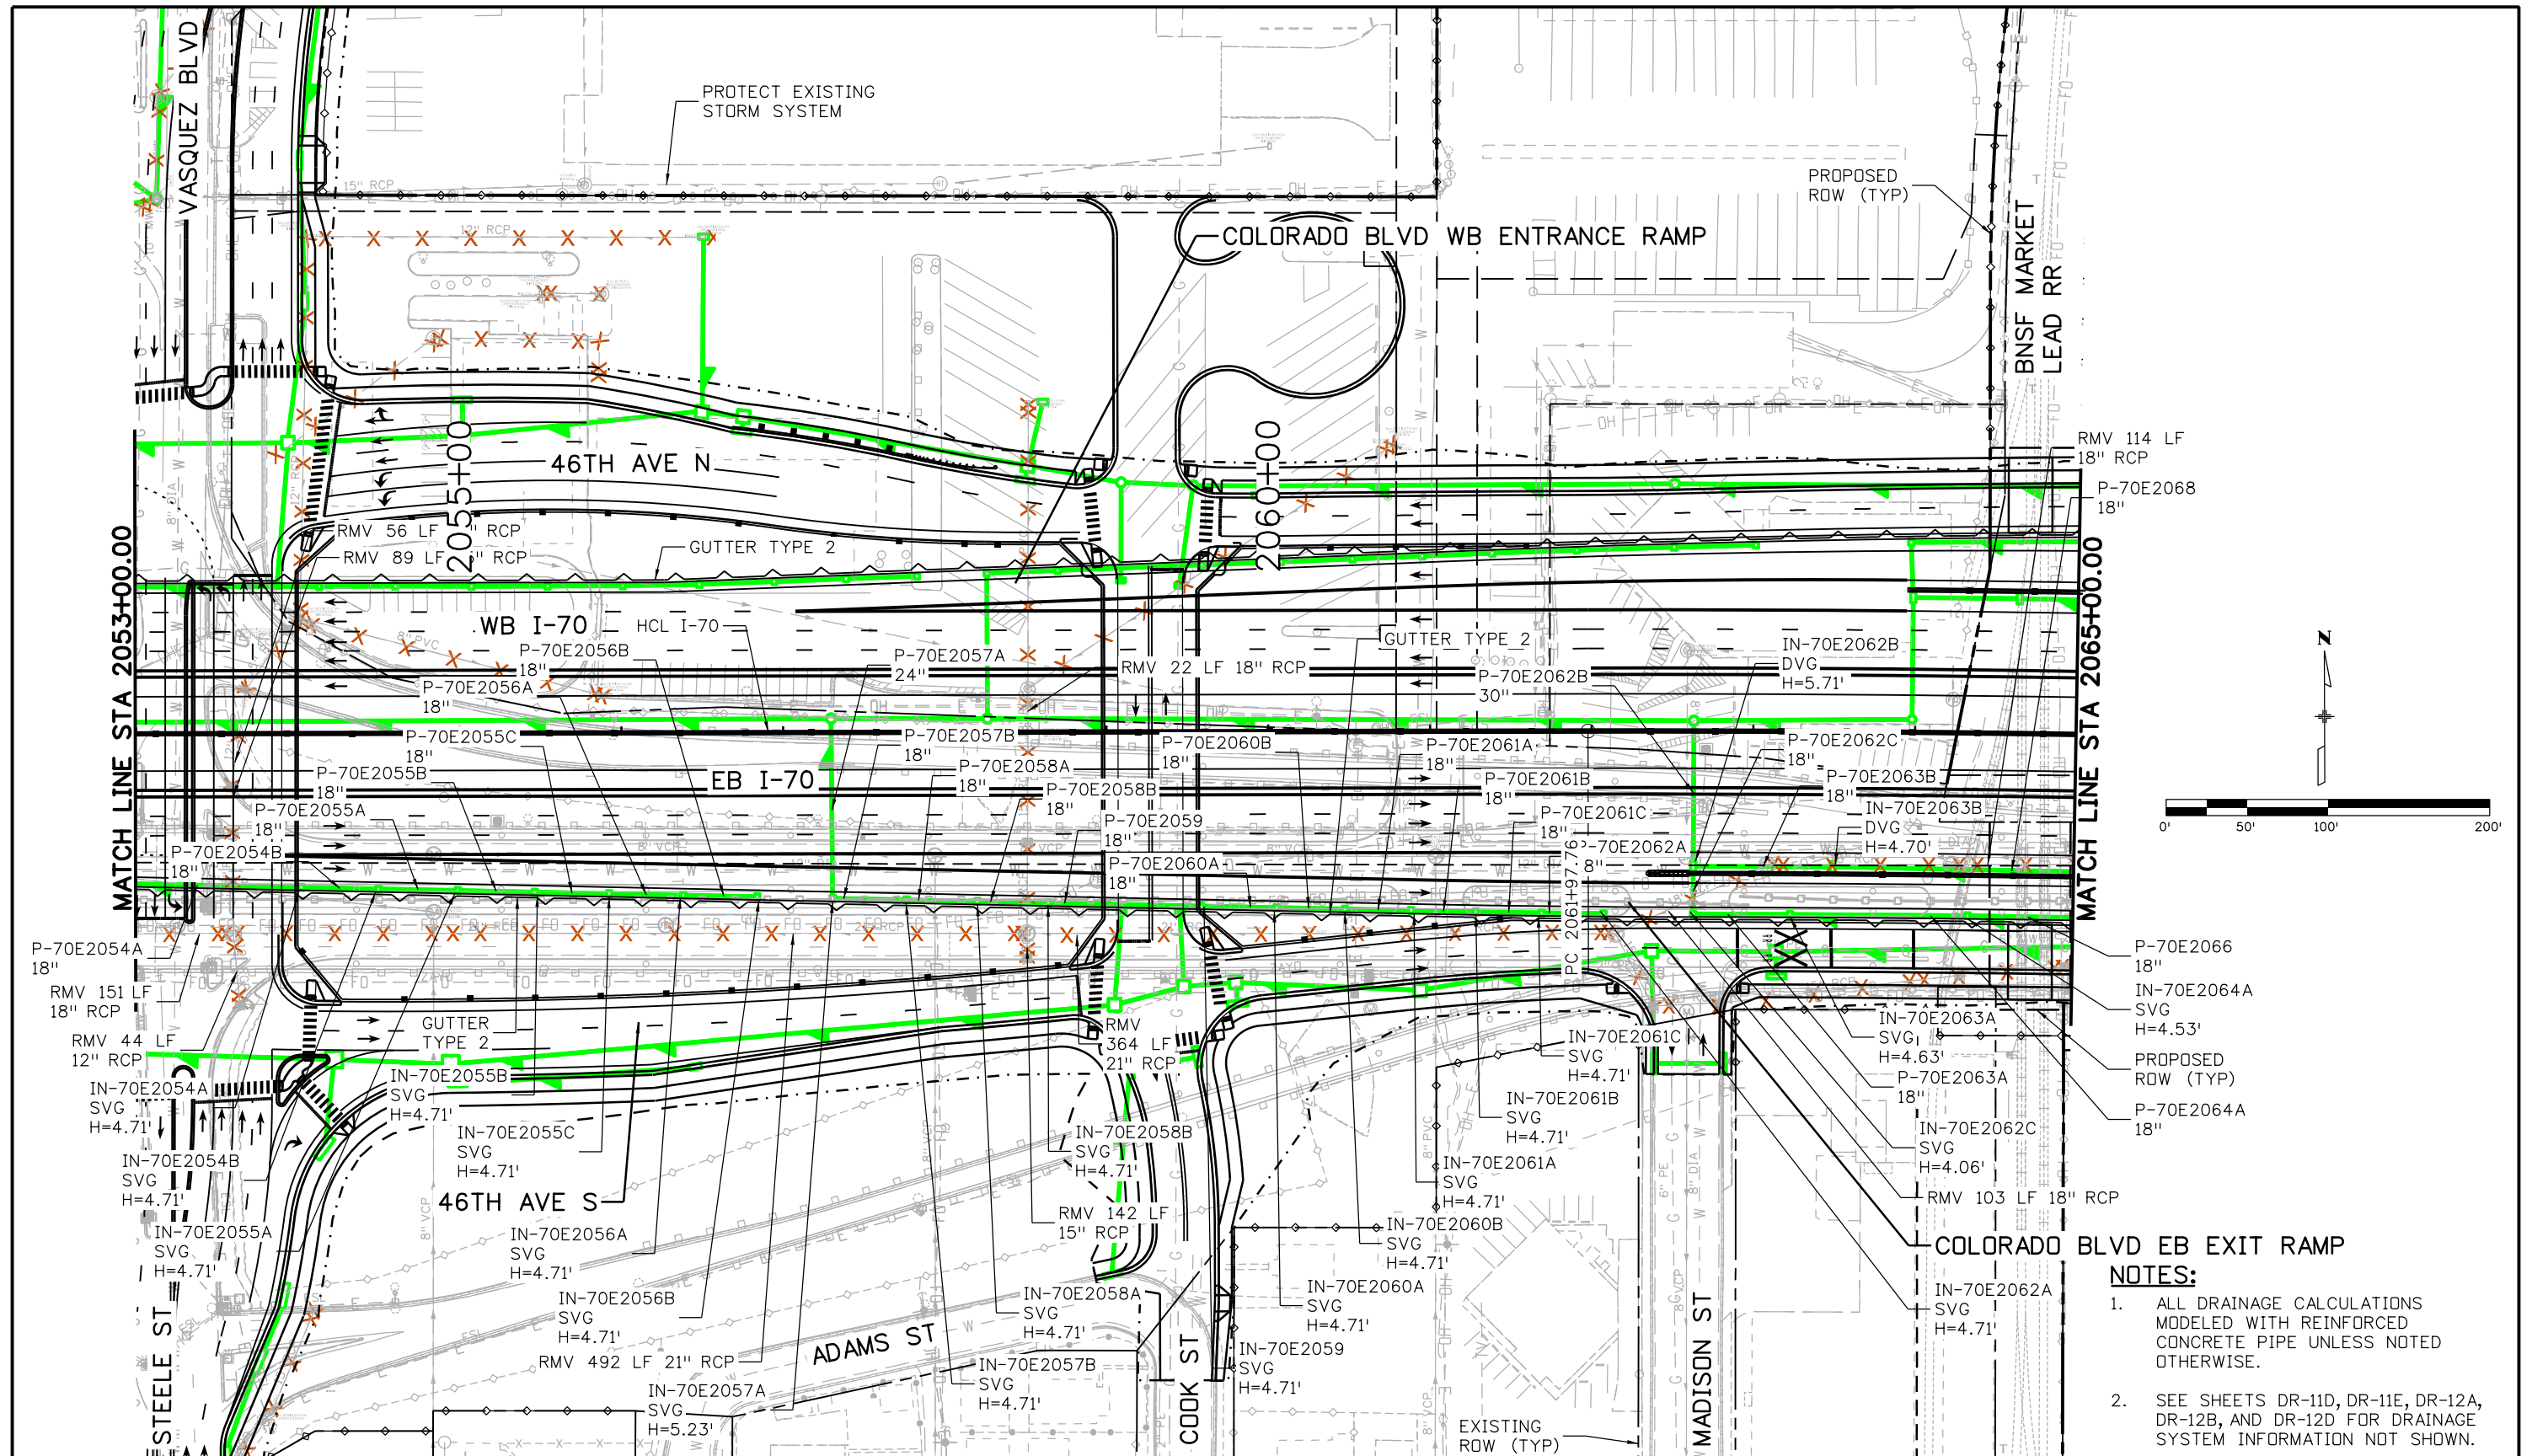 VASQUEZ BLVD
PROTECT EXISTING
STORM SYSTEM
15" RCP
12" RCP
PROPOSED
ROW (TYP)
COLORADO BLVD WB ENTRANCE RAMP
BNSF MARKET
LEAD RR
RMV 114 LF
18" RCP
P-70E2068
18"
46TH AVE N
2055+00
2060+00
RMV 56 LF
RCP
RMV 89 LF
RCP
GUTTER TYPE 2
MATCH LINE STA 2053+00.00
MATCH LINE STA 2065+00.00
WB I-70
HCL I-70
P-70E2056B
18"
P-70E2056A
18"
P-70E2057A
24"
RMV 22 LF 18" RCP
GUTTER TYPE 2
P-70E2062B
30"
IN-70E2062B
DVG
H=5.71'
8" PVC
P-70E2055C
18"
P-70E2055B
18"
P-70E2055A
18"
P-70E2054B
18"
EB I-70
P-70E2057B
18"
P-70E2058A
18"
P-70E2058B
18"
P-70E2059
18"
P-70E2060A
18"
P-70E2060B
18"
P-70E2061A
18"
P-70E2061B
18"
P-70E2061C
18"
P-70E2062A
18"
PC 2061+97.76
P-70E2062C
18"
P-70E2063B
18"
IN-70E2063B
DVG
H=4.70'
N
0'
50'
100'
200'
P-70E2054A
18"
RMV 151 LF
18" RCP
RMV 44 LF
12" RCP
IN-70E2054A
SVG
H=4.71'
IN-70E2054B
SVG
H=4.71'
IN-70E2055A
SVG
H=4.71'
GUTTER
TYPE 2
IN-70E2055B
SVG
H=4.71'
IN-70E2055C
SVG
H=4.71'
46TH AVE S
IN-70E2056A
SVG
H=4.71'
IN-70E2056B
SVG
H=4.71'
RMV 492 LF 21" RCP
IN-70E2057A
SVG
H=5.23'
ADAMS ST
IN-70E2057B
SVG
H=4.71'
IN-70E2058A
SVG
H=4.71'
RMV
364 LF
21" RCP
IN-70E2058B
SVG
H=4.71'
RMV 142 LF
15" RCP
IN-70E2059
SVG
H=4.71'
IN-70E2060A
SVG
H=4.71'
IN-70E2060B
SVG
H=4.71'
IN-70E2061A
SVG
H=4.71'
IN-70E2061B
SVG
H=4.71'
IN-70E2061C
SVG
H=4.71'
8" VCP
8" PVC
6" PE
8" DIA
STEELE ST
COOK ST
MADISON ST
EXISTING
ROW (TYP)
P-70E2066
18"
IN-70E2064A
SVG
H=4.53'
PROPOSED
ROW (TYP)
P-70E2064A
18"
IN-70E2063A
SVG
H=4.63'
P-70E2063A
18"
IN-70E2062C
SVG
H=4.06'
RMV 103 LF 18" RCP
COLORADO BLVD EB EXIT RAMP
IN-70E2062A
SVG
H=4.71'
NOTES:
1. ALL DRAINAGE CALCULATIONS
MODELED WITH REINFORCED
CONCRETE PIPE UNLESS NOTED
OTHERWISE.
2. SEE SHEETS DR-11D, DR-11E, DR-12A,
DR-12B, AND DR-12D FOR DRAINAGE
SYSTEM INFORMATION NOT SHOWN.